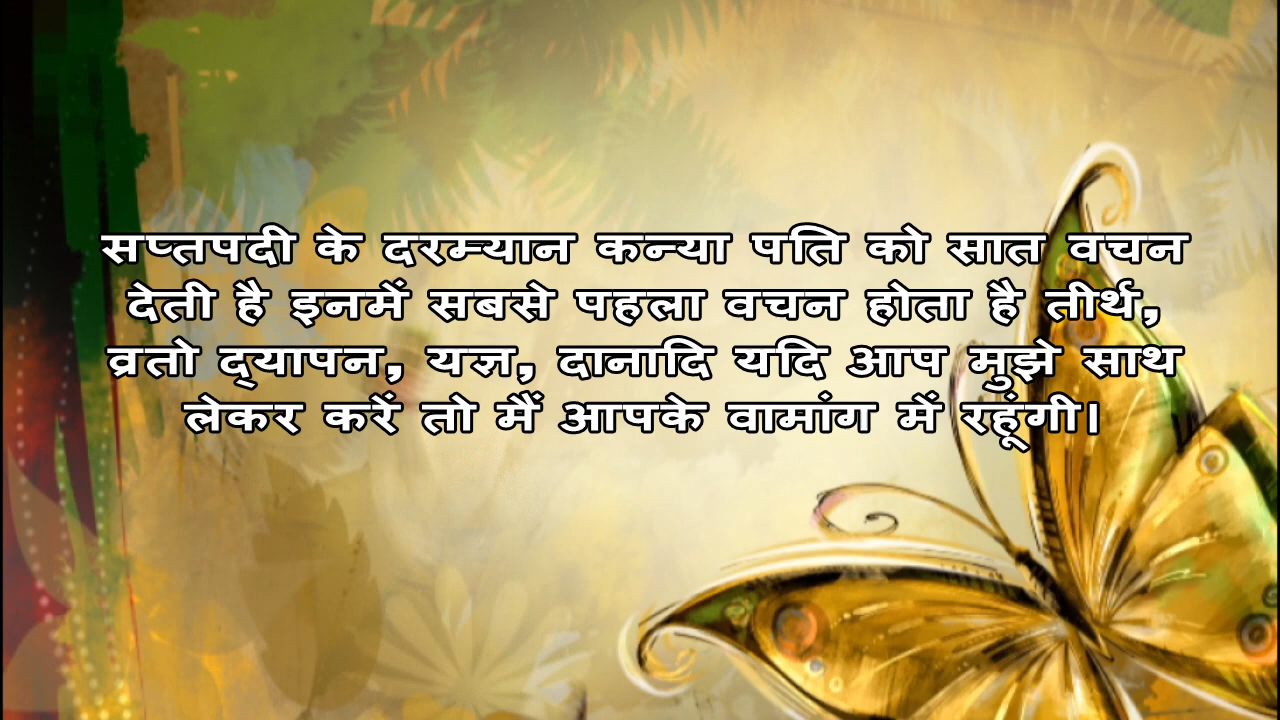 सप्तपदी के दरम्यान कन्या पति को सात वचन
देती है इनमें सबसे पहला वचन होता है तीर्थ,
व्रतो द्यापन, यज्ञ, दानादि यदि आप मुझे साथ
लेकर करें तो मैं आपके वामांग में रहूंगी।